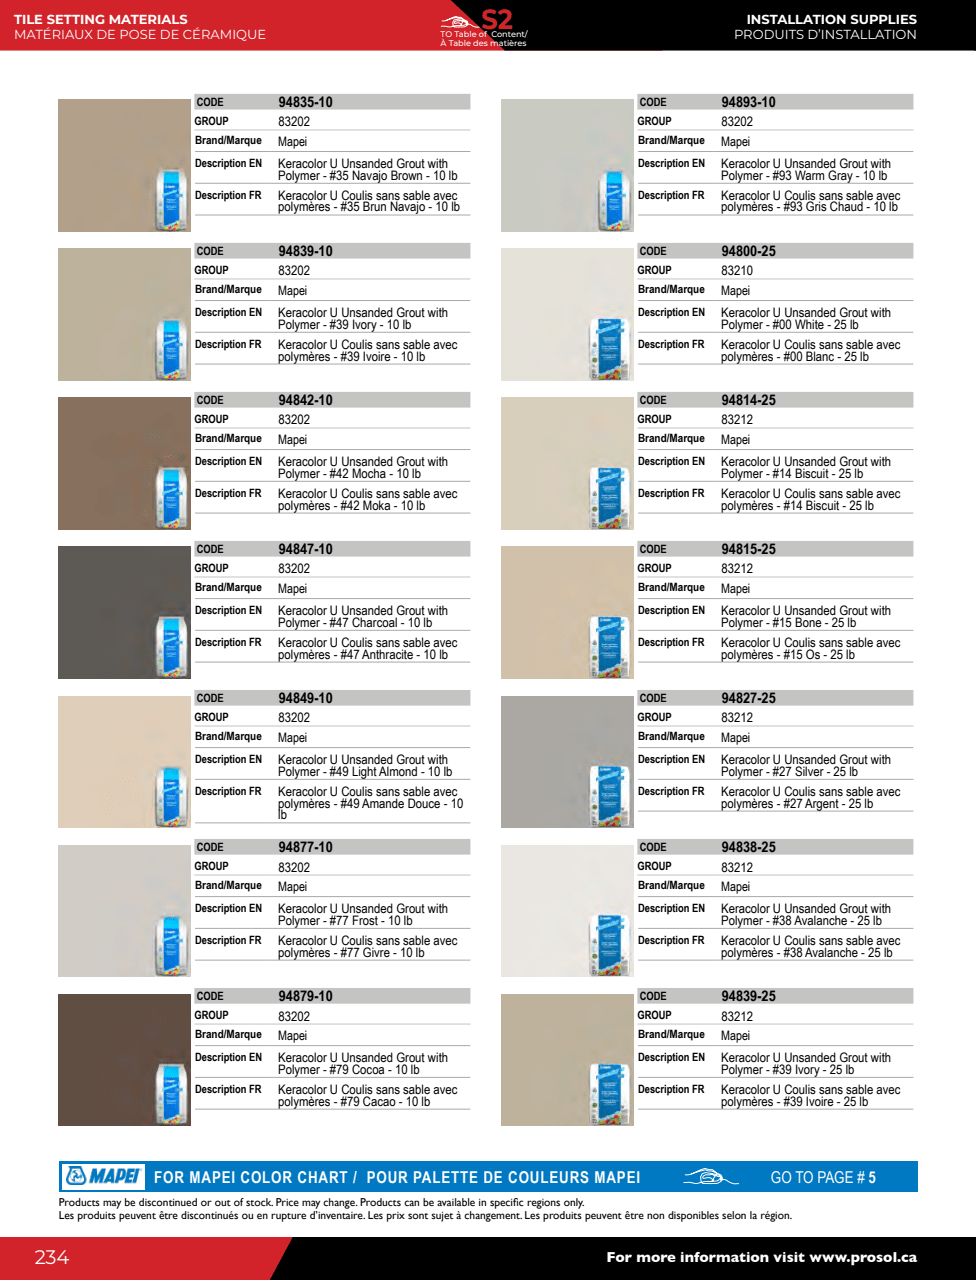 TILE SETTING MATERIALS
MATÉRIAUX DE POSE DE CÉRAMIQUE
S2
TO Table of Content/
À Table des matières
INSTALLATION SUPPLIES
PRODUITS D'INSTALLATION
CODE 94835-10
GROUP 83202
Brand/Marque Mapei
Description EN Keracolor U Unsanded Grout with
Polymer - #35 Navajo Brown - 10 lb
Description FR Keracolor U Coulis sans sable avec
polymères - #35 Brun Navajo - 10 lb
CODE 94839-10
GROUP 83202
Brand/Marque Mapei
Description EN Keracolor U Unsanded Grout with
Polymer - #39 Ivory - 10 lb
Description FR Keracolor U Coulis sans sable avec
polymères - #39 Ivoire - 10 lb
CODE 94842-10
GROUP 83202
Brand/Marque Mapei
Description EN Keracolor U Unsanded Grout with
Polymer - #42 Mocha - 10 lb
Description FR Keracolor U Coulis sans sable avec
polymères - #42 Moka - 10 lb
CODE 94847-10
GROUP 83202
Brand/Marque Mapei
Description EN Keracolor U Unsanded Grout with
Polymer - #47 Charcoal - 10 lb
Description FR Keracolor U Coulis sans sable avec
polymères - #47 Anthracite - 10 lb
CODE 94849-10
GROUP 83202
Brand/Marque Mapei
Description EN Keracolor U Unsanded Grout with
Polymer - #49 Light Almond - 10 lb
Description FR Keracolor U Coulis sans sable avec
polymères - #49 Amande Douce - 10
lb
CODE 94877-10
GROUP 83202
Brand/Marque Mapei
Description EN Keracolor U Unsanded Grout with
Polymer - #77 Frost - 10 lb
Description FR Keracolor U Coulis sans sable avec
polymères - #77 Givre - 10 lb
CODE 94879-10
GROUP 83202
Brand/Marque Mapei
Description EN Keracolor U Unsanded Grout with
Polymer - #79 Cocoa - 10 lb
Description FR Keracolor U Coulis sans sable avec
polymères - #79 Cacao - 10 lb
CODE 94893-10
GROUP 83202
Brand/Marque Mapei
Description EN Keracolor U Unsanded Grout with
Polymer - #93 Warm Gray - 10 lb
Description FR Keracolor U Coulis sans sable avec
polymères - #93 Gris Chaud - 10 lb
CODE 94800-25
GROUP 83210
Brand/Marque Mapei
Description EN Keracolor U Unsanded Grout with
Polymer - #00 White - 25 lb
Description FR Keracolor U Coulis sans sable avec
polymères - #00 Blanc - 25 lb
CODE 94814-25
GROUP 83212
Brand/Marque Mapei
Description EN Keracolor U Unsanded Grout with
Polymer - #14 Biscuit - 25 lb
Description FR Keracolor U Coulis sans sable avec
polymères - #14 Biscuit - 25 lb
CODE 94815-25
GROUP 83212
Brand/Marque Mapei
Description EN Keracolor U Unsanded Grout with
Polymer - #15 Bone - 25 lb
Description FR Keracolor U Coulis sans sable avec
polymères - #15 Os - 25 lb
CODE 94827-25
GROUP 83212
Brand/Marque Mapei
Description EN Keracolor U Unsanded Grout with
Polymer - #27 Silver - 25 lb
Description FR Keracolor U Coulis sans sable avec
polymères - #27 Argent - 25 lb
CODE 94838-25
GROUP 83212
Brand/Marque Mapei
Description EN Keracolor U Unsanded Grout with
Polymer - #38 Avalanche - 25 lb
Description FR Keracolor U Coulis sans sable avec
polymères - #38 Avalanche - 25 lb
CODE 94839-25
GROUP 83212
Brand/Marque Mapei
Description EN Keracolor U Unsanded Grout with
Polymer - #39 Ivory - 25 lb
Description FR Keracolor U Coulis sans sable avec
polymères - #39 Ivoire - 25 lb
MAPEI FOR MAPEI COLOR CHART / POUR PALETTE DE COULEURS MAPEI GO TO PAGE # 5
Products may be discontinued or out of stock. Price may change. Products can be available in specific regions only.
Les produits peuvent être discontinués ou en rupture d'inventaire. Les prix sont sujet à changement. Les produits peuvent être non disponibles selon la région.
234
For more information visit www.prosol.ca